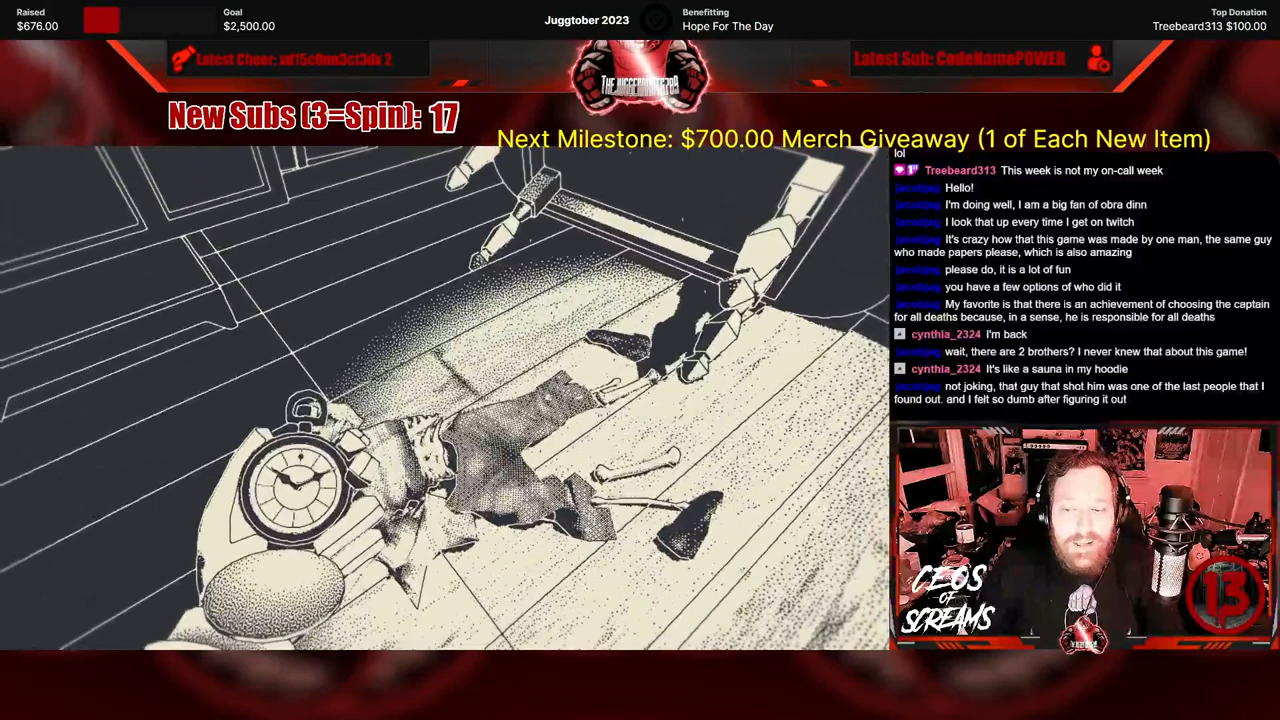 Raised
$676.00
Goal
$2,500.00
Juggtober 2023
Benefitting
Hope For The Day
Top Donation
Treebeard313 $100.00
Latest Sub: CodeNamePOWER
New Subs (3=Spin): 17
Next Milestone: $700.00 Merch Giveaway (1 of Each New Item)
lol
Treebeard313 This week is not my on-call week
Hello!
I'm doing well, I am a big fan of obra dinn
I look that up every time I get on twitch
It's crazy how that this game was made by one man, the same guy
who made papers please, which is also amazing
please do, it is a lot of fun
you have a few options of who did it
My favorite is that there is an achievement of choosing the captain
for all deaths because, in a sense, he is responsible for all deaths
cynthia_2324 I'm back
wait, there are 2 brothers? I never knew that about this game!
cynthia_2324 It's like a sauna in my hoodie
not joking, that guy that shot him was one of the last people that I
found out. and I felt so dumb after figuring it out
CEOS
OF
SCREAMS
13